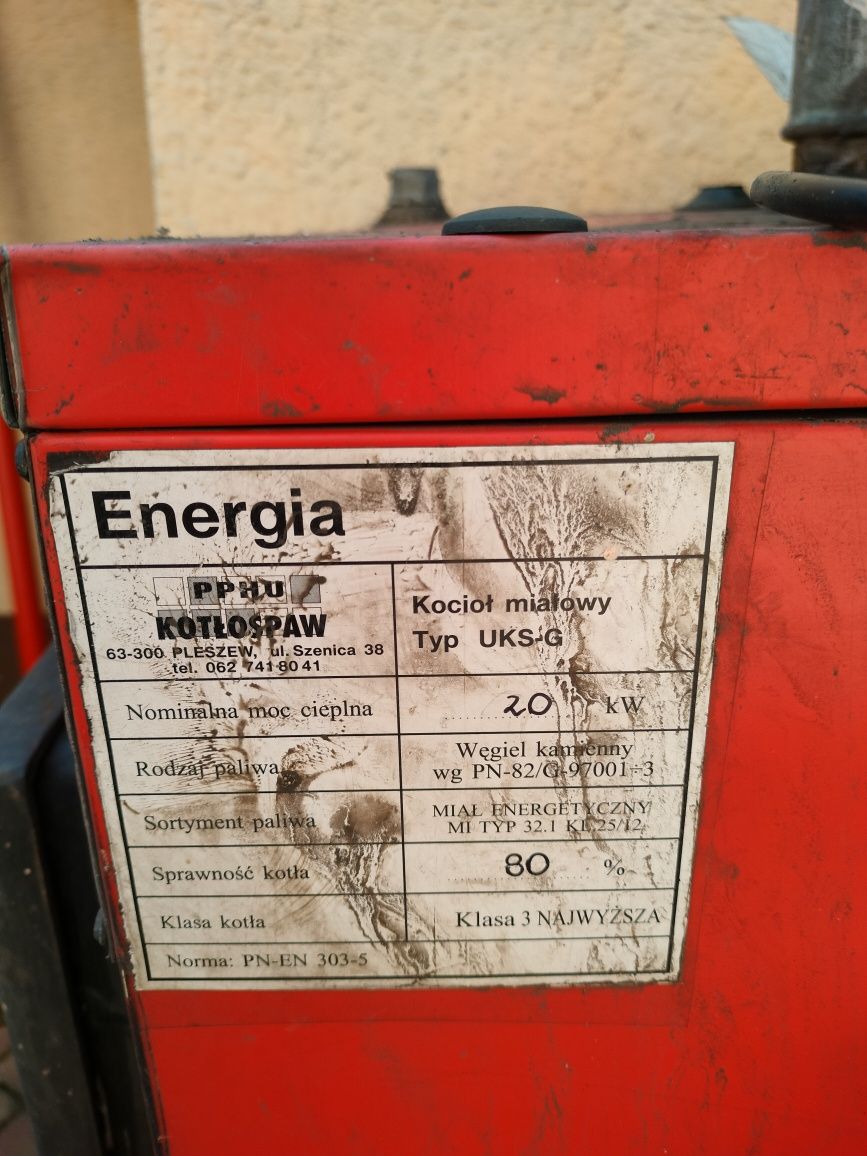 Energia
PPHU
KOTŁOSPAW
63-300 PLESZEW, ul. Szenica 38
tel. 062 741 80 41
Kocioł miałowy
Typ UKS-G
Nominalna moc cieplna 20 kW
Rodzaj paliwa Węgiel kamienny
wg PN-82/G-97001÷3
Sortyment paliwa MIAŁ ENERGETYCZNY
MI TYP 32.1 KL 25/12
Sprawność kotła 80 %
Klasa kotła Klasa 3 NAJWYŻSZA
Norma: PN-EN 303-5